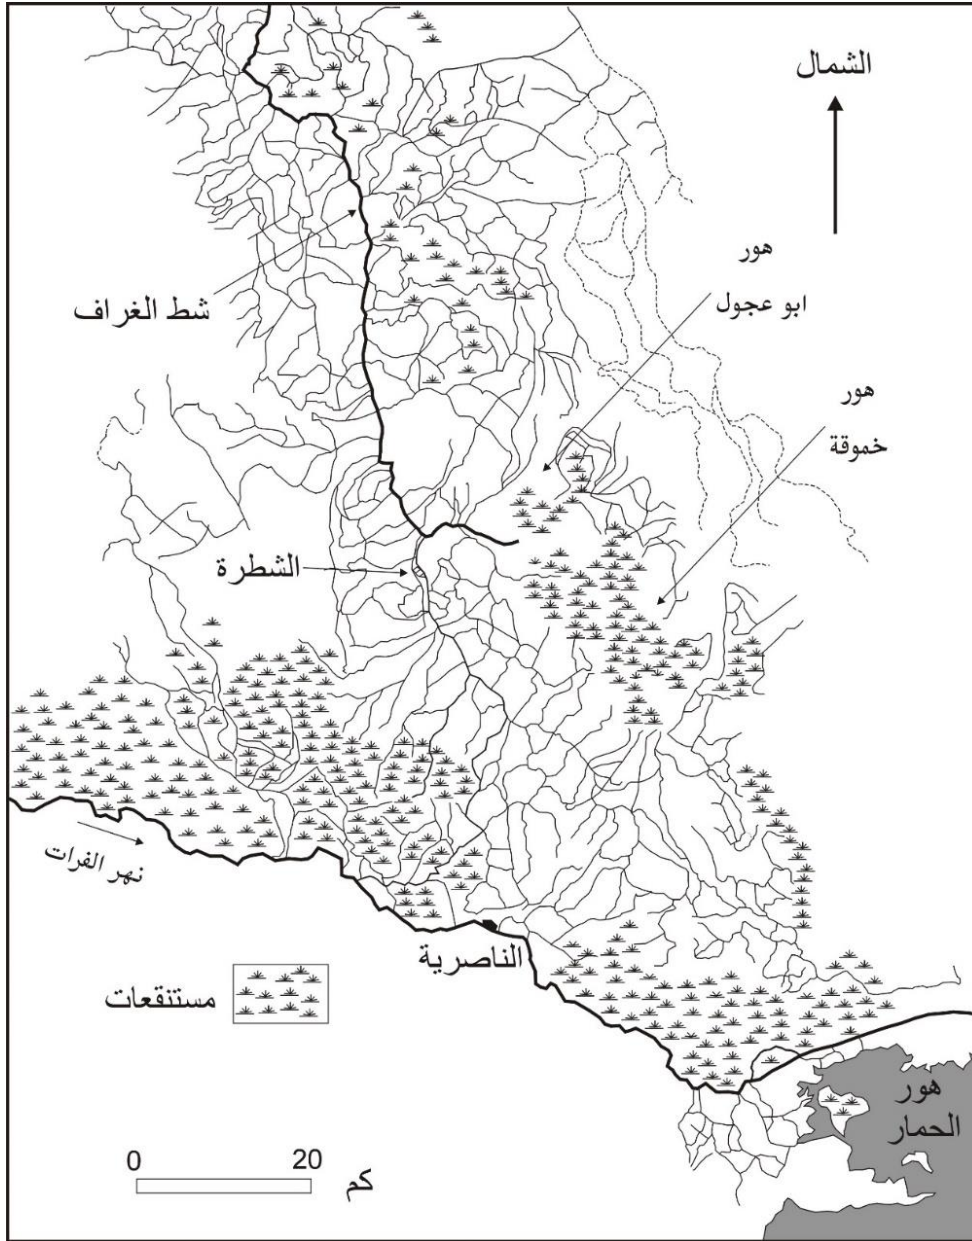 الشمال
هور
ابو عجول
شط الغراف
هور
خموقة
الشطرة
نهر الفرات
الناصرية
مستنقعات
هور
الحمار
0 20
كم